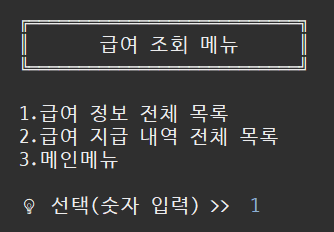 급여 조회 메뉴
1.급여 정보 전체 목록
2.급여 지급 내역 전체 목록
3.메인메뉴
💡 선택(숫자 입력) >> 1